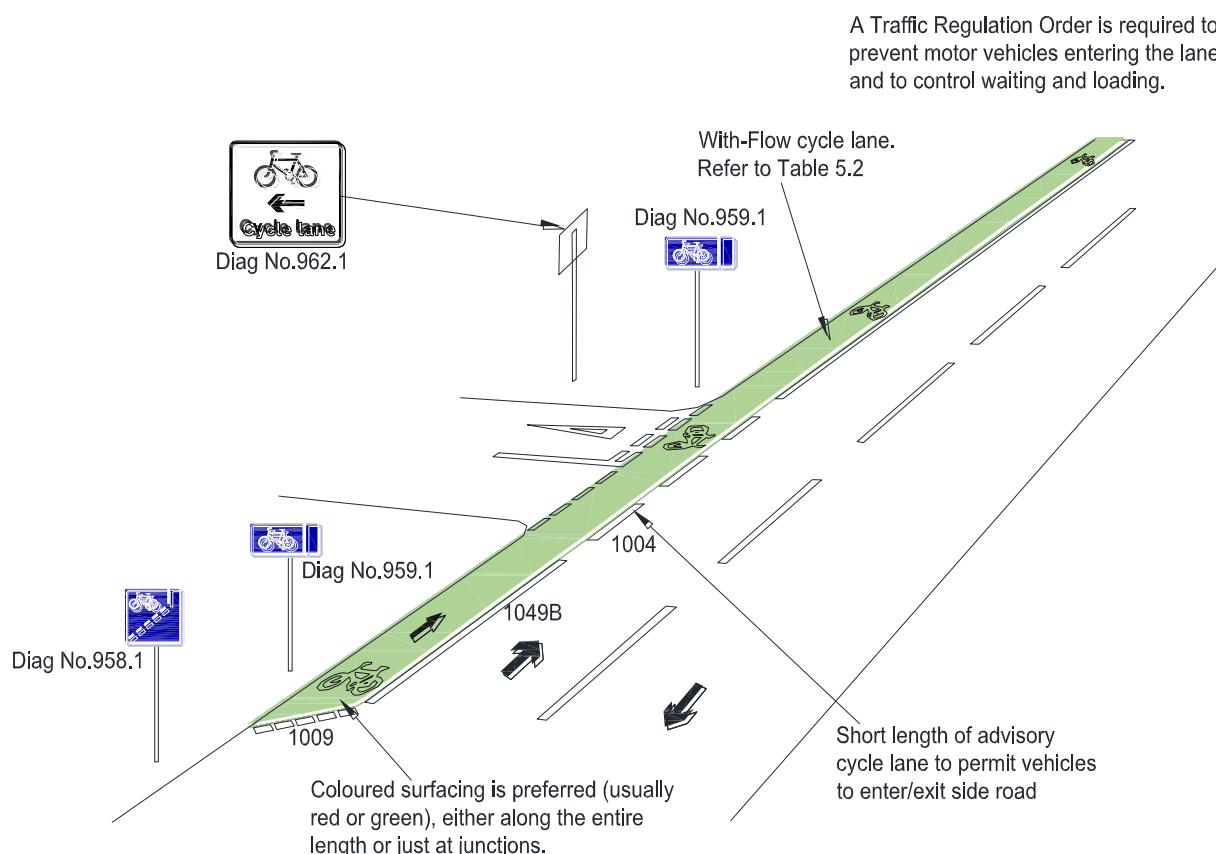 A Traffic Regulation Order is required to
prevent motor vehicles entering the lane
and to control waiting and loading.
With-Flow cycle lane.
Refer to Table 5.2
Cycle lane
Diag No.962.1
Diag No.959.1
1004
Diag No.959.1
1049B
Diag No.958.1
1009
Short length of advisory
cycle lane to permit vehicles
to enter/exit side road
Coloured surfacing is preferred (usually
red or green), either along the entire
length or just at junctions.